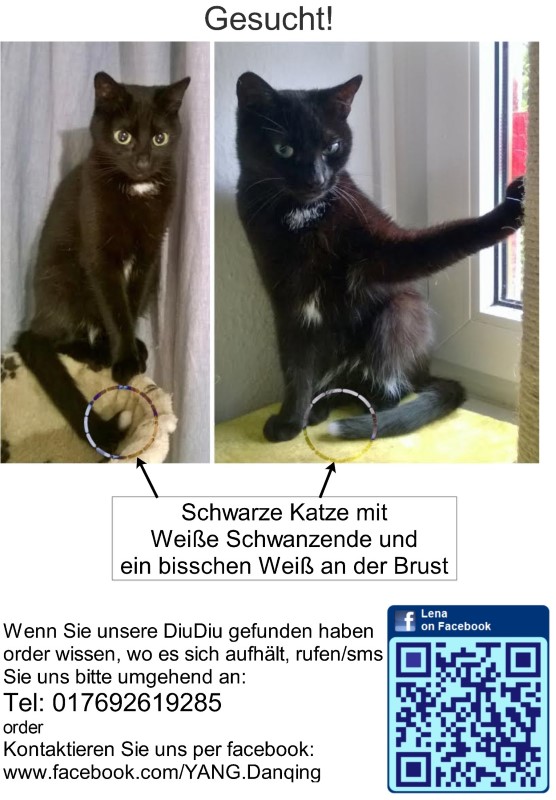 Gesucht!
Schwarze Katze mit
Weiße Schwanzende und
ein bisschen Weiß an der Brust
Wenn Sie unsere DiuDiu gefunden haben
order wissen, wo es sich aufhält, rufen/sms
Sie uns bitte umgehend an:
Tel: 017692619285
order
Kontaktieren Sie uns per facebook:
www.facebook.com/YANG.Danqing
f Lena
on Facebook